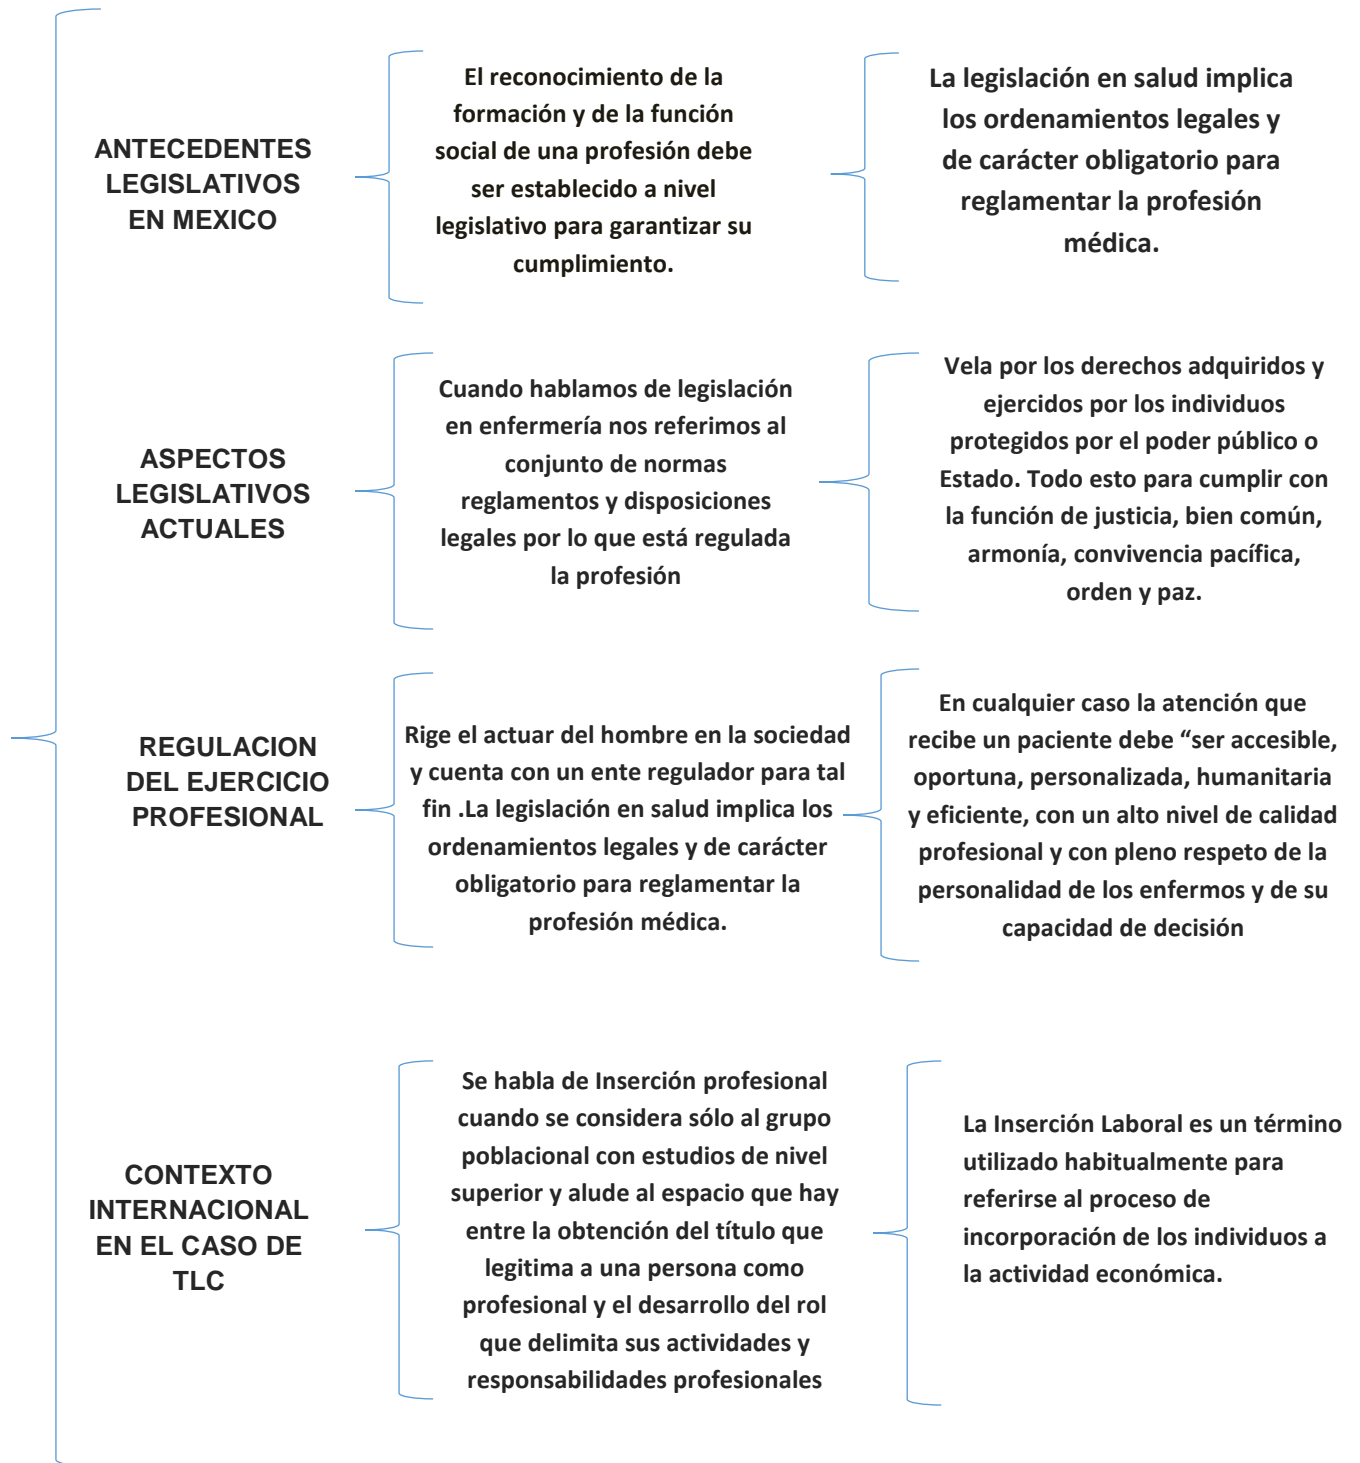 ANTECEDENTES
LEGISLATIVOS
EN MEXICO
El reconocimiento de la
formación y de la función
social de una profesión debe
ser establecido a nivel
legislativo para garantizar su
cumplimiento.
La legislación en salud implica
los ordenamientos legales y
de carácter obligatorio para
reglamentar la profesión
médica.
ASPECTOS
LEGISLATIVOS
ACTUALES
Cuando hablamos de legislación
en enfermería nos referimos al
conjunto de normas
reglamentos y disposiciones
legales por lo que está regulada
la profesión
Vela por los derechos adquiridos y
ejercidos por los individuos
protegidos por el poder público o
Estado. Todo esto para cumplir con
la función de justicia, bien común,
armonía, convivencia pacífica,
orden y paz.
REGULACION
DEL EJERCICIO
PROFESIONAL
Rige el actuar del hombre en la sociedad
y cuenta con un ente regulador para tal
fin .La legislación en salud implica los
ordenamientos legales y de carácter
obligatorio para reglamentar la
profesión médica.
En cualquier caso la atención que
recibe un paciente debe “ser accesible,
oportuna, personalizada, humanitaria
y eficiente, con un alto nivel de calidad
profesional y con pleno respeto de la
personalidad de los enfermos y de su
capacidad de decisión
CONTEXTO
INTERNACIONAL
EN EL CASO DE
TLC
Se habla de Inserción profesional
cuando se considera sólo al grupo
poblacional con estudios de nivel
superior y alude al espacio que hay
entre la obtención del título que
legitima a una persona como
profesional y el desarrollo del rol
que delimita sus actividades y
responsabilidades profesionales
La Inserción Laboral es un término
utilizado habitualmente para
referirse al proceso de
incorporación de los individuos a
la actividad económica.